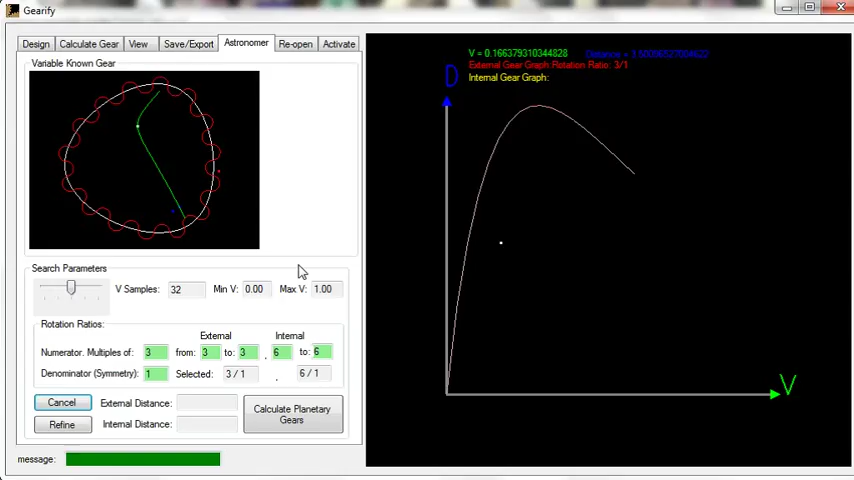 Gearify
Design Calculate Gear View Save/Export Astronomer Re-open Activate
Variable Known Gear
Search Parameters
V Samples: 32 Min V: 0.00 Max V: 1.00
Rotation Ratios:
External Internal
Numerator. Multiples of: 3 from: 3 to: 3 , 6 to: 6
Denominator (Symmetry): 1 Selected: 3 / 1 , 6 / 1
Cancel External Distance:
Refine Internal Distance:
Calculate Planetary
Gears
message:
V = 0.166379310344828
External Gear Graph Rotation Ratio: 3/1
Internal Gear Graph:
D
V